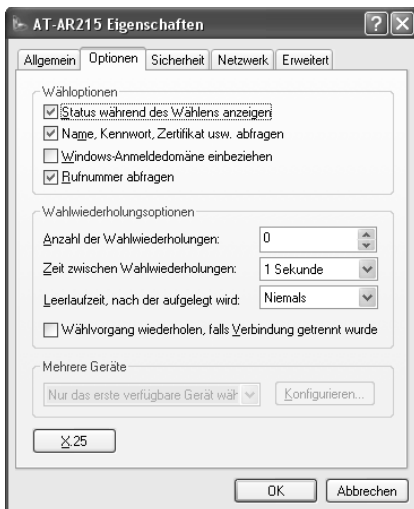 AT-AR215 Eigenschaften
Allgemein Optionen Sicherheit Netzwerk Erweitert
Wähloptionen
Status während des Wählens anzeigen
Name, Kennwort, Zertifikat usw. abfragen
Windows-Anmeldedomäne einbeziehen
Rufnummer abfragen
Wahlwiederholungsoptionen
Anzahl der Wahlwiederholungen: 0
Zeit zwischen Wahlwiederholungen: 1 Sekunde
Leerlaufzeit, nach der aufgelegt wird: Niemals
Wählvorgang wiederholen, falls Verbindung getrennt wurde
Mehrere Geräte
Nur das erste verfügbare Gerät wäh Konfigurieren...
X.25
OK Abbrechen